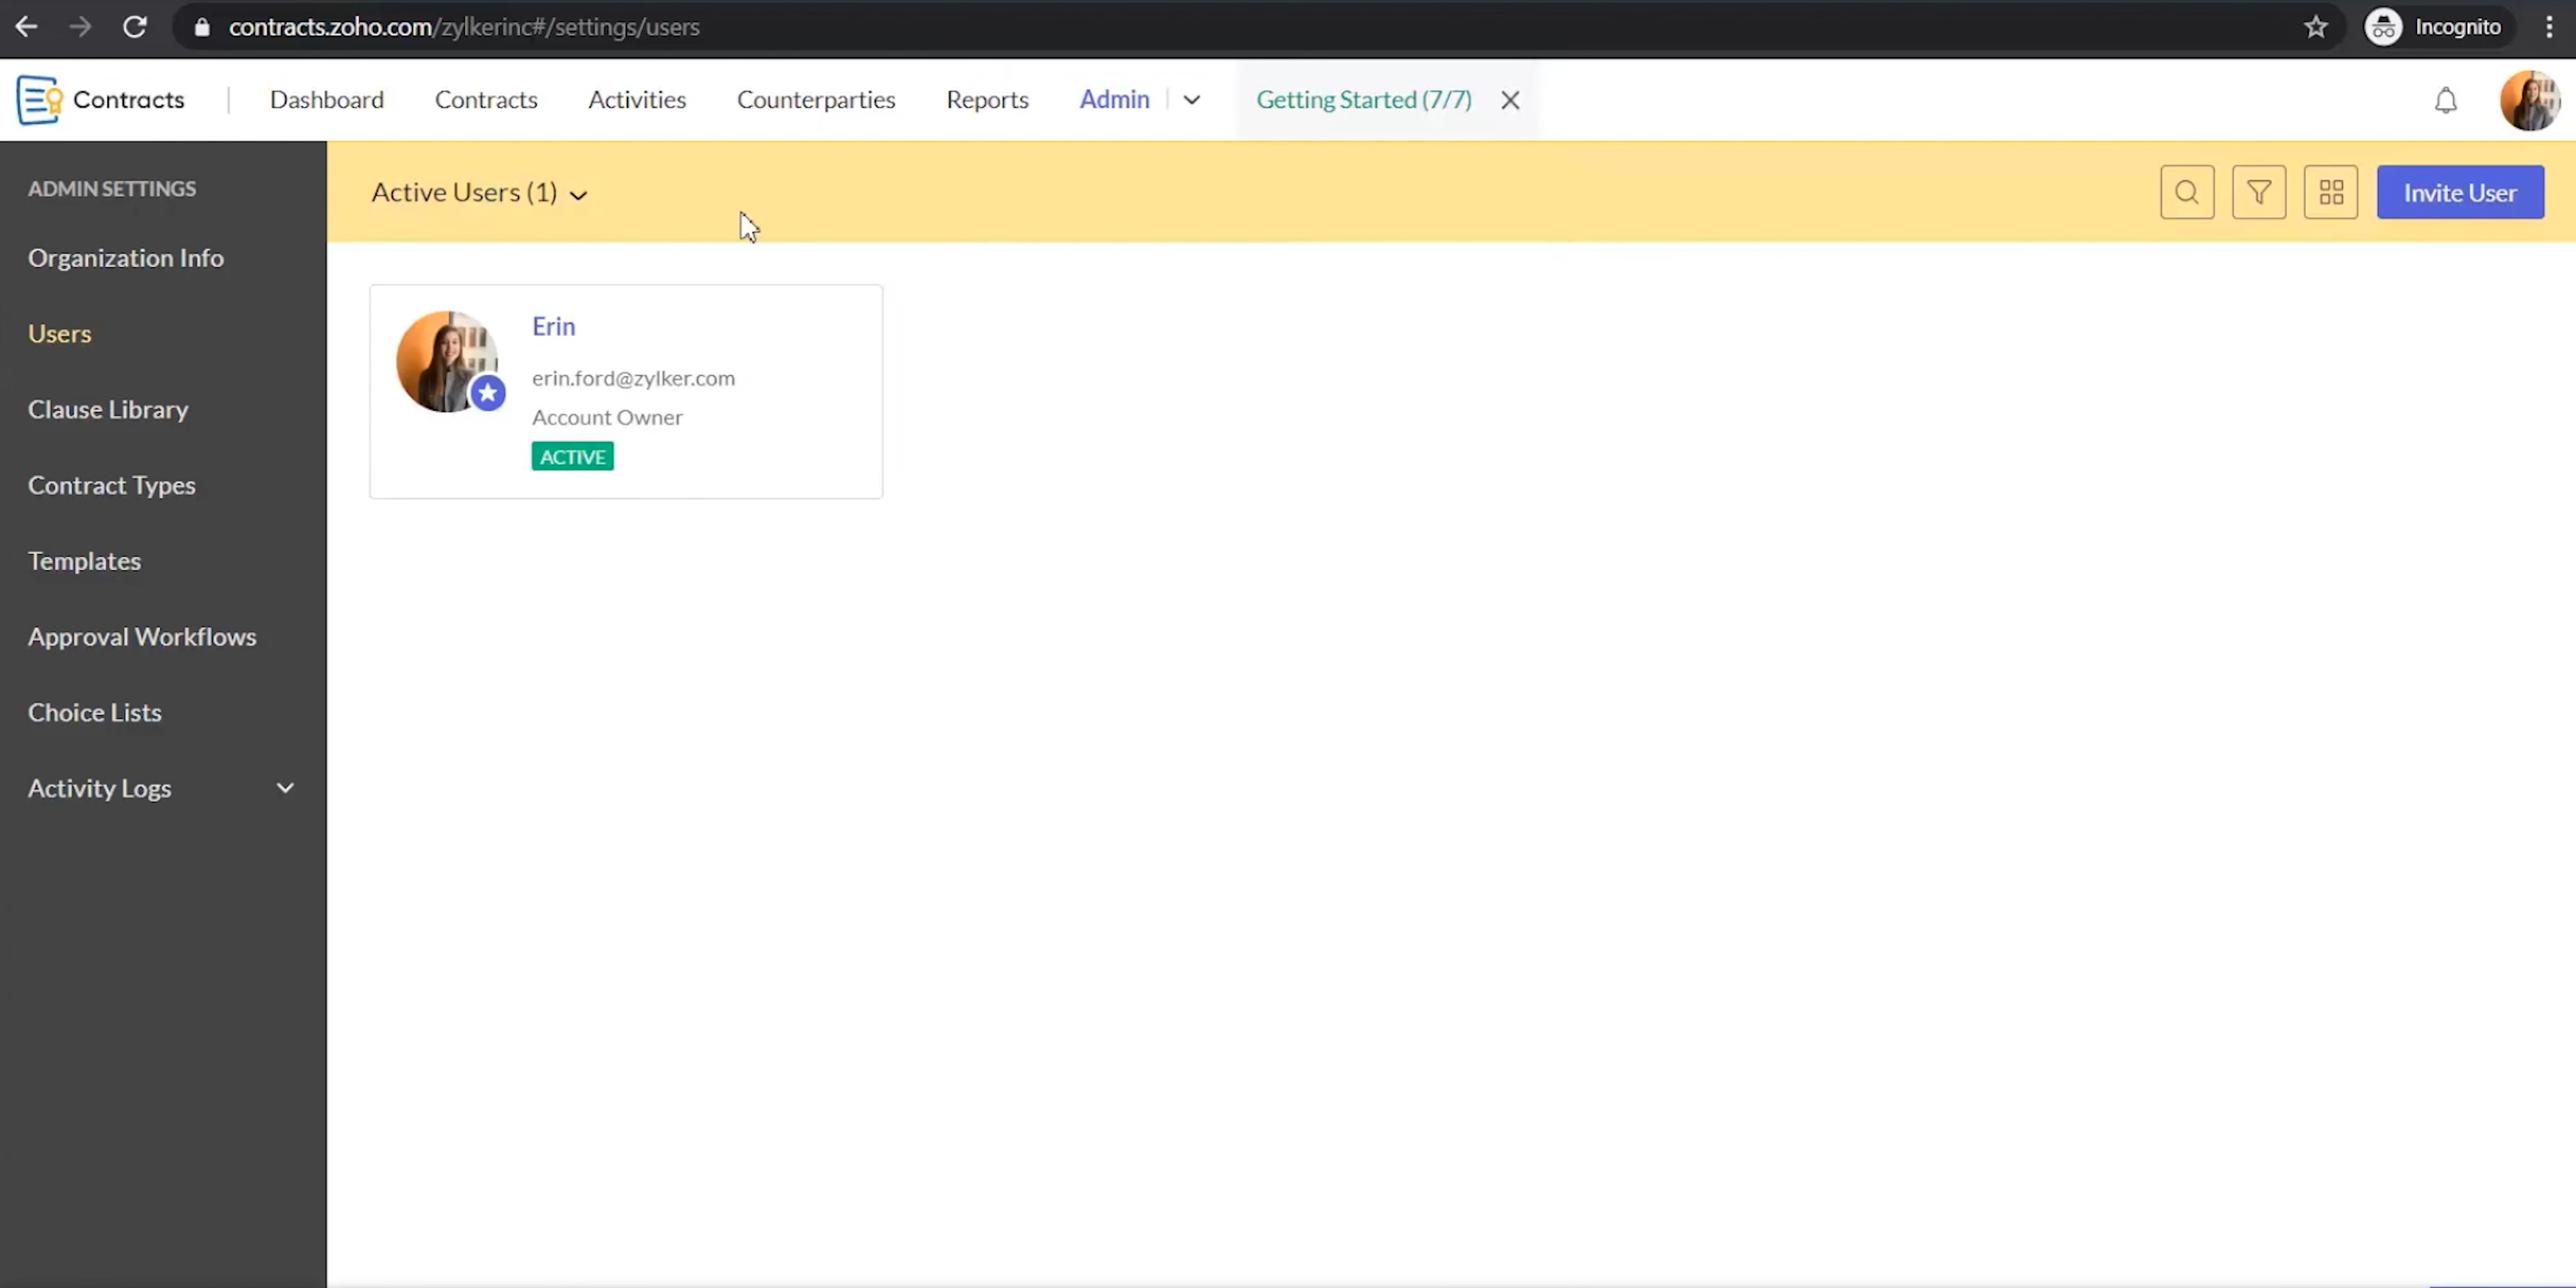 contracts.zoho.com/zylkerinc#/settings/users
Incognito
Contracts
Dashboard
Contracts
Activities
Counterparties
Reports
Admin
Getting Started (7/7)
ADMIN SETTINGS
Organization Info
Users
Clause Library
Contract Types
Templates
Approval Workflows
Choice Lists
Activity Logs
Active Users (1)
Invite User
Erin
erin.ford@zylker.com
Account Owner
ACTIVE